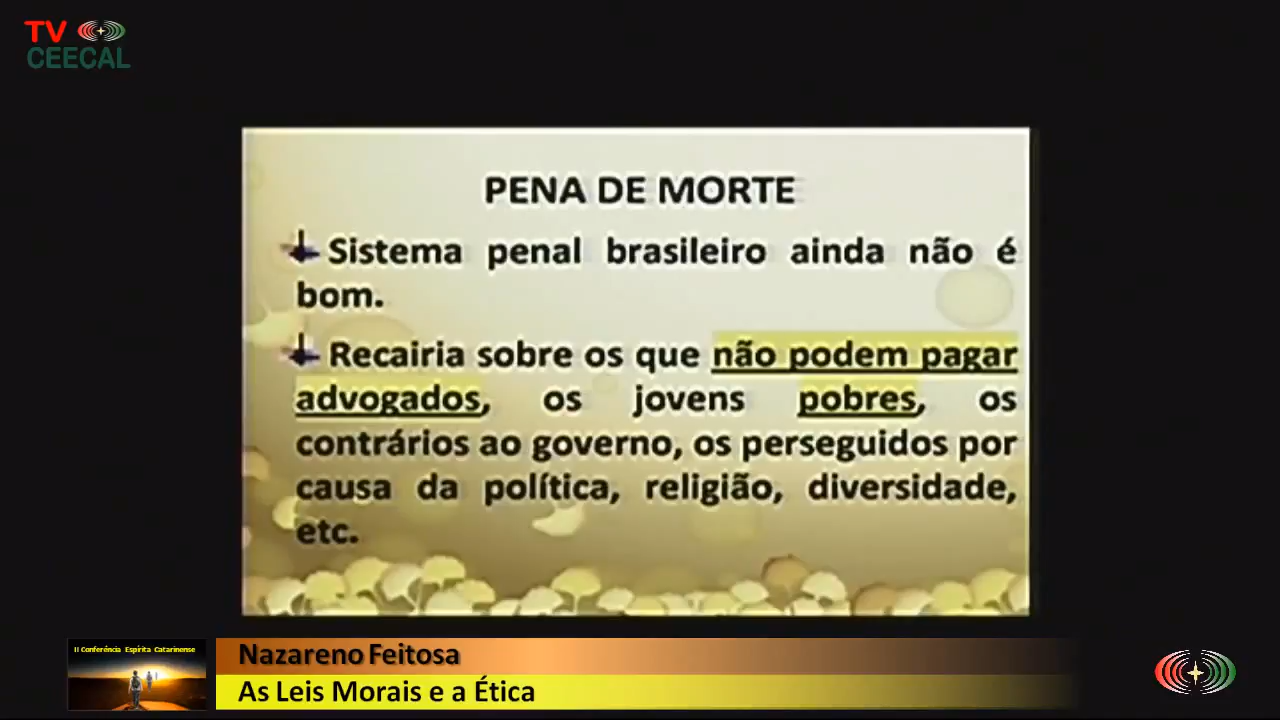 TV
CEECAL
PENA DE MORTE
Sistema penal brasileiro ainda não é
bom.
Recairia sobre os que não podem pagar
advogados, os jovens pobres, os
contrários ao governo, os perseguidos por
causa da política, religião, diversidade,
etc.
II Conferência Espírita Catarinense
Nazareno Feitosa
As Leis Morais e a Ética